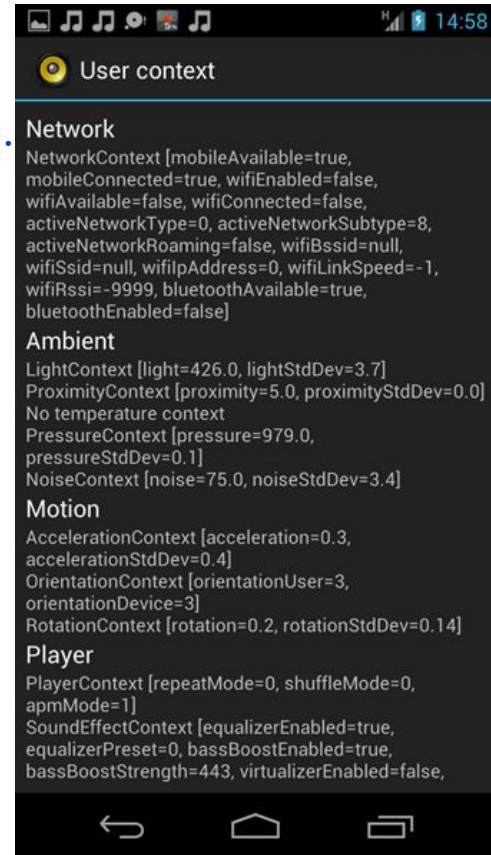 H 14:58
User context
Network
NetworkContext [mobileAvailable=true,
mobileConnected=true, wifiEnabled=false,
wifiAvailable=false, wifiConnected=false,
activeNetworkType=0, activeNetworkSubtype=8,
activeNetworkRoaming=false, wifiBssid=null,
wifiSsid=null, wifiIpAddress=0, wifiLinkSpeed=-1,
wifiRssi=-9999, bluetoothAvailable=true,
bluetoothEnabled=false]
Ambient
LightContext [light=426.0, lightStdDev=3.7]
ProximityContext [proximity=5.0, proximityStdDev=0.0]
No temperature context
PressureContext [pressure=979.0,
pressureStdDev=0.1]
NoiseContext [noise=75.0, noiseStdDev=3.4]
Motion
AccelerationContext [acceleration=0.3,
accelerationStdDev=0.4]
OrientationContext [orientationUser=3,
orientationDevice=3]
RotationContext [rotation=0.2, rotationStdDev=0.14]
Player
PlayerContext [repeatMode=0, shuffleMode=0,
apmMode=1]
SoundEffectContext [equalizerEnabled=true,
equalizerPreset=0, bassBoostEnabled=true,
bassBoostStrength=443, virtualizerEnabled=false,